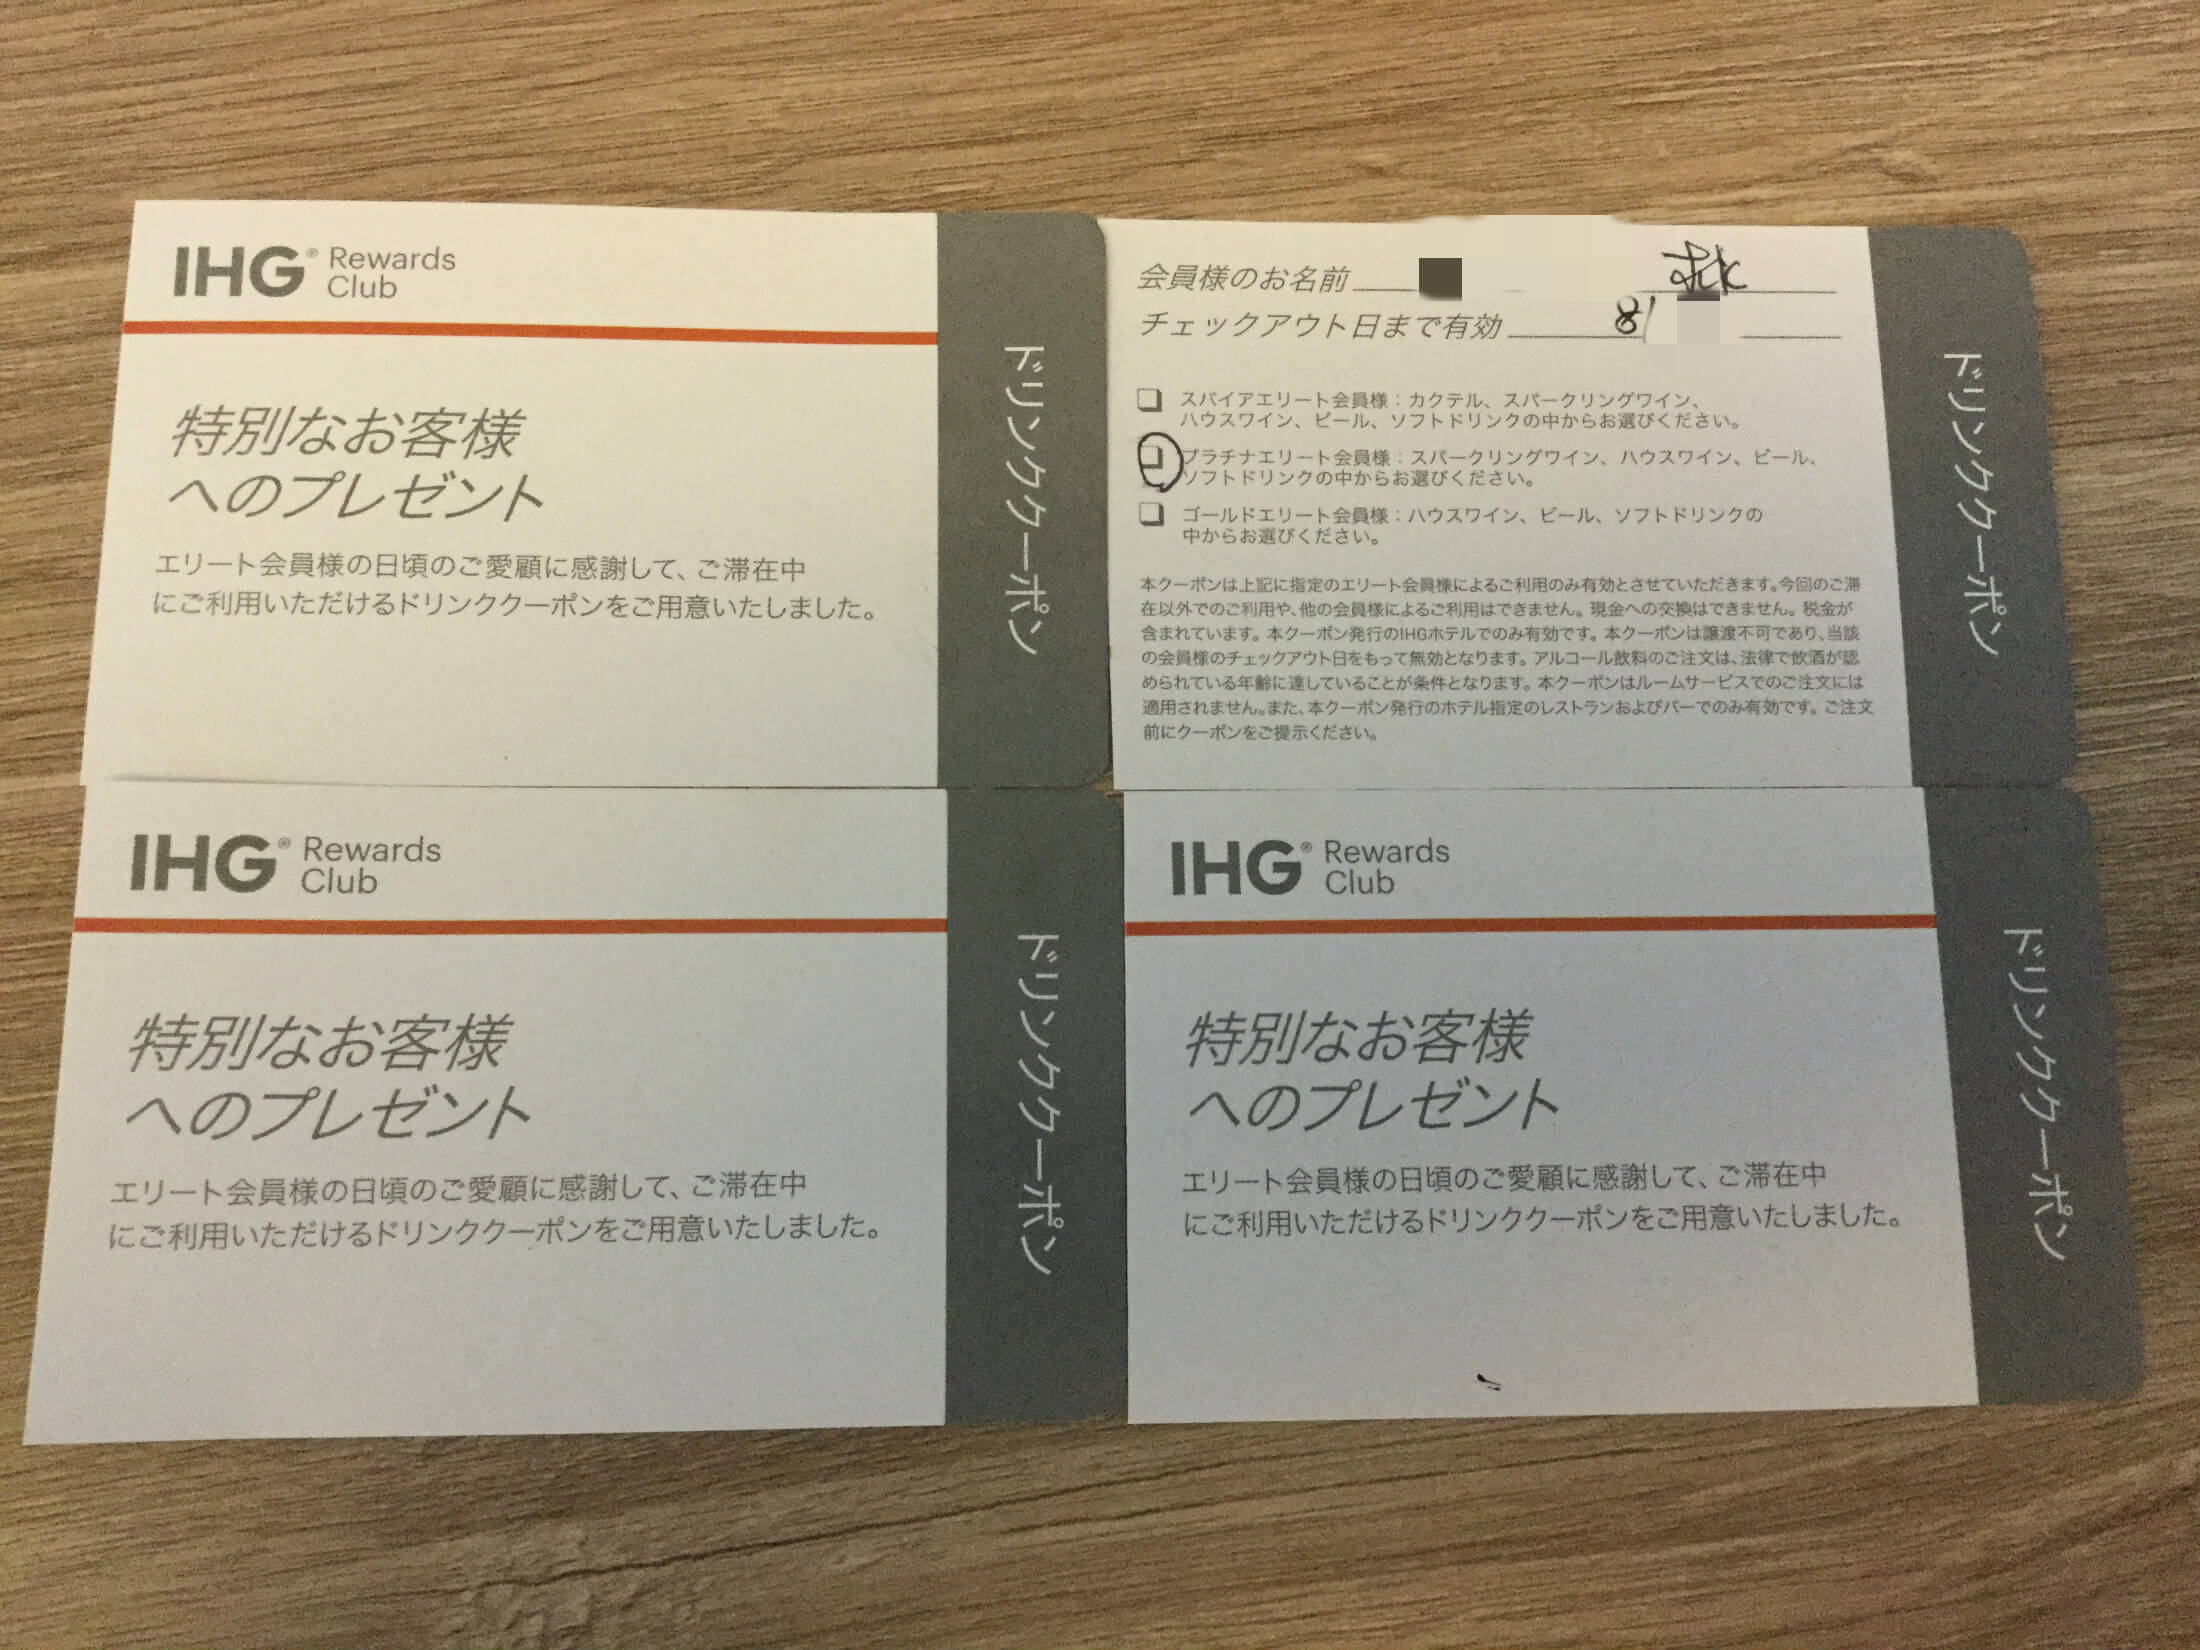 IHG® Rewards
Club
特別なお客様
へのプレゼント
エリート会員様の日頃のご愛顧に感謝して、ご滞在中
にご利用いただけるドリンククーポンをご用意いたしました。
ドリンククーポン
会員様のお名前 様
チェックアウト日まで有効 8/
スパイアエリート会員様：カクテル、スパークリングワイン、
ハウスワイン、ビール、ソフトドリンクの中からお選びください。
プラチナエリート会員様：スパークリングワイン、ハウスワイン、ビール、
ソフトドリンクの中からお選びください。
ゴールドエリート会員様：ハウスワイン、ビール、ソフトドリンクの
中からお選びください。
本クーポンは上記に指定のエリート会員様によるご利用のみ有効とさせていただきます。今回のご滞
在以外でのご利用や、他の会員様によるご利用はできません。現金への交換はできません。税金が
含まれています。本クーポン発行のIHGホテルでのみ有効です。本クーポンは譲渡不可であり、当該
の会員様のチェックアウト日をもって無効となります。アルコール飲料のご注文は、法律で飲酒が認
められている年齢に達していることが条件となります。本クーポンはルームサービスでのご注文には
適用されません。また、本クーポン発行のホテル指定のレストランおよびバーでのみ有効です。ご注文
前にクーポンをご提示ください。
ドリンククーポン
IHG® Rewards
Club
特別なお客様
へのプレゼント
エリート会員様の日頃のご愛顧に感謝して、ご滞在中
にご利用いただけるドリンククーポンをご用意いたしました。
ドリンククーポン
IHG® Rewards
Club
特別なお客様
へのプレゼント
エリート会員様の日頃のご愛顧に感謝して、ご滞在中
にご利用いただけるドリンククーポンをご用意いたしました。
ドリンククーポン